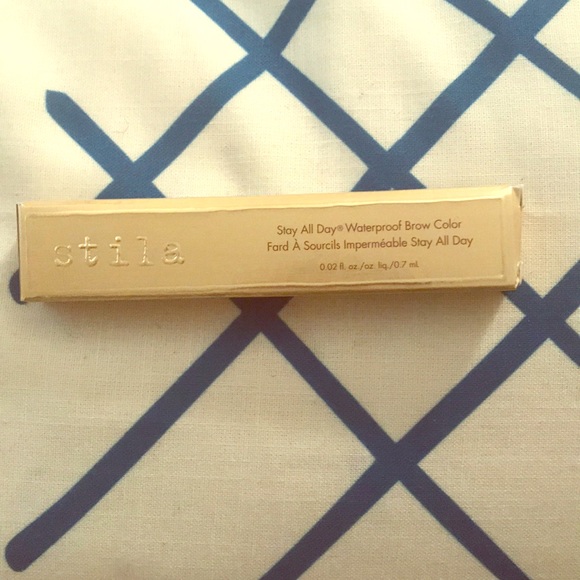 stila
Stay All Day® Waterproof Brow Color
Fard À Sourcils Imperméable Stay All Day
0.02 fl. oz./oz. liq./0.7 ml.